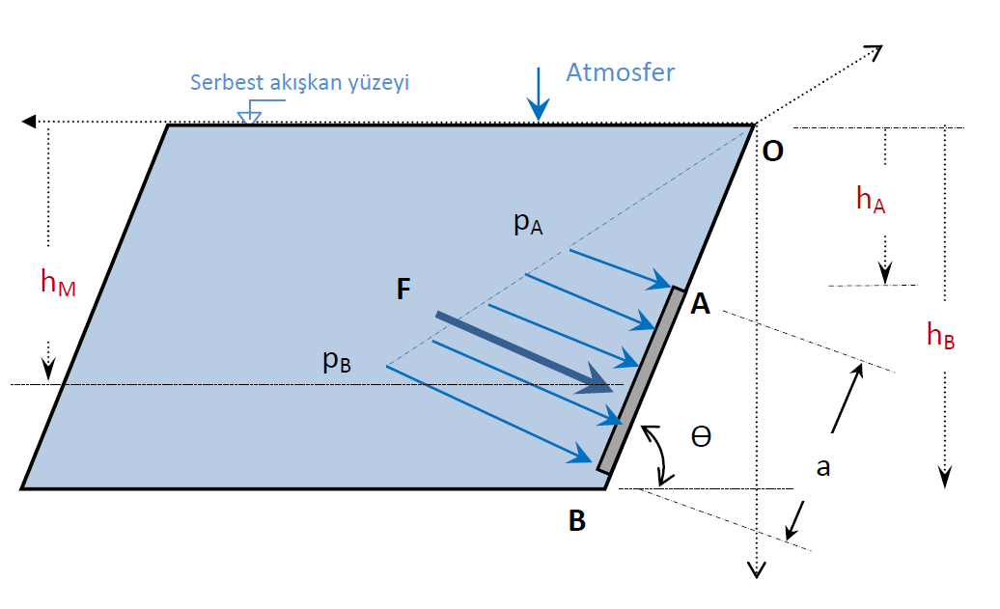 Atmosfer
Serbest akışkan yüzeyi
O
hA
pA
hM
F
A
hB
pB
ϴ
a
B